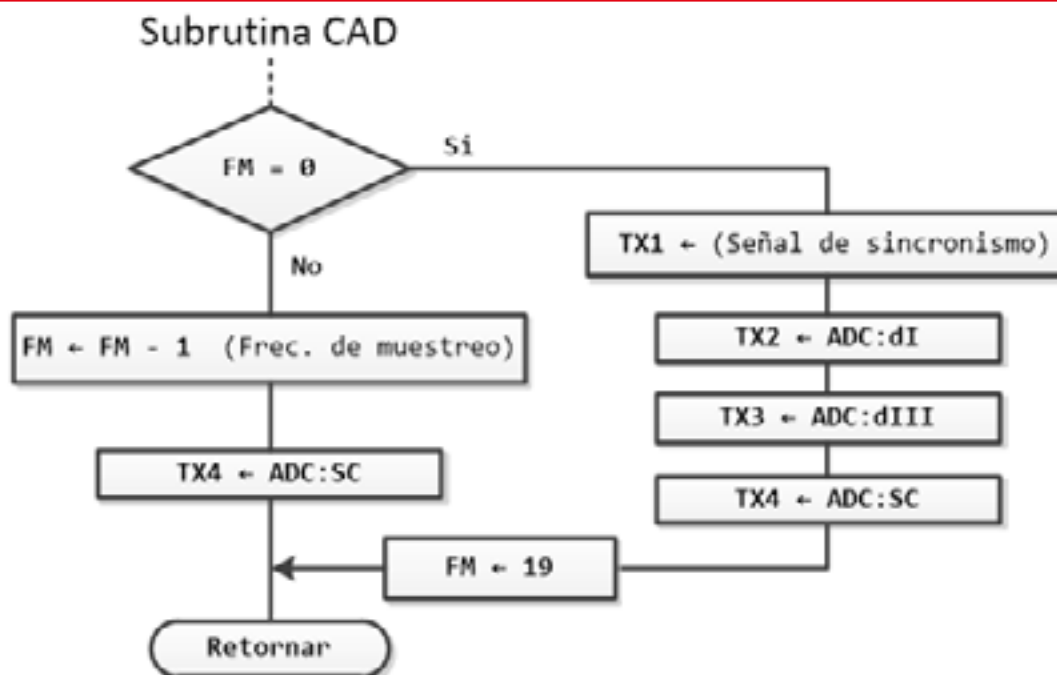 Subrutina CAD
FM = 0
Si
No
TX1 ← (Señal de sincronismo)
FM ← FM - 1 (Frec. de muestreo)
TX2 ← ADC:dI
TX3 ← ADC:dIII
TX4 ← ADC:SC
TX4 ← ADC:SC
FM ← 19
Retornar